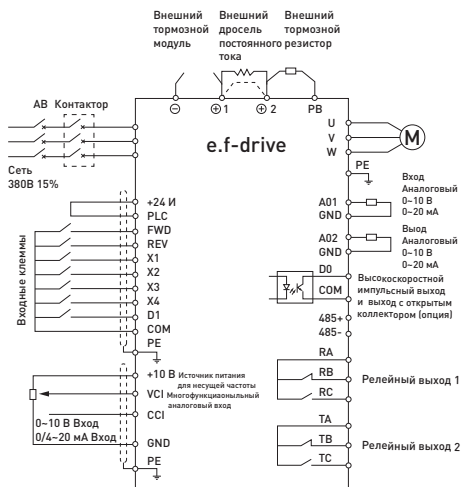 Внешний
тормозной
модуль
Внешний
дросель
постоянного
тока
Внешний
тормозной
резистор
⊖
⊕ 1
⊕ 2
PB
АВ
Контактор
Сеть
380В 15%
e.f-drive
U
V
W
M
PE
+24 И
PLC
FWD
REV
X1
X2
X3
X4
D1
COM
PE
Входные клеммы
+10 В Источник питания
для несущей частоты
VCI Многофункциаональный
аналоговый вход
CCI
0~10 В Вход
0/4~20 мА Вход
GND
PE
A01
GND
Вход
Аналоговый
0~10 В
0~20 мА
A02
GND
Выод
Аналоговый
0~10 В
0~20 мА
D0
COM
Высокоскоростной
импульсный выход
и выход с открытым
коллектором (опция)
485+
485-
RA
RB
RC
Релейный выход 1
TA
TB
TC
Релейный выход 2